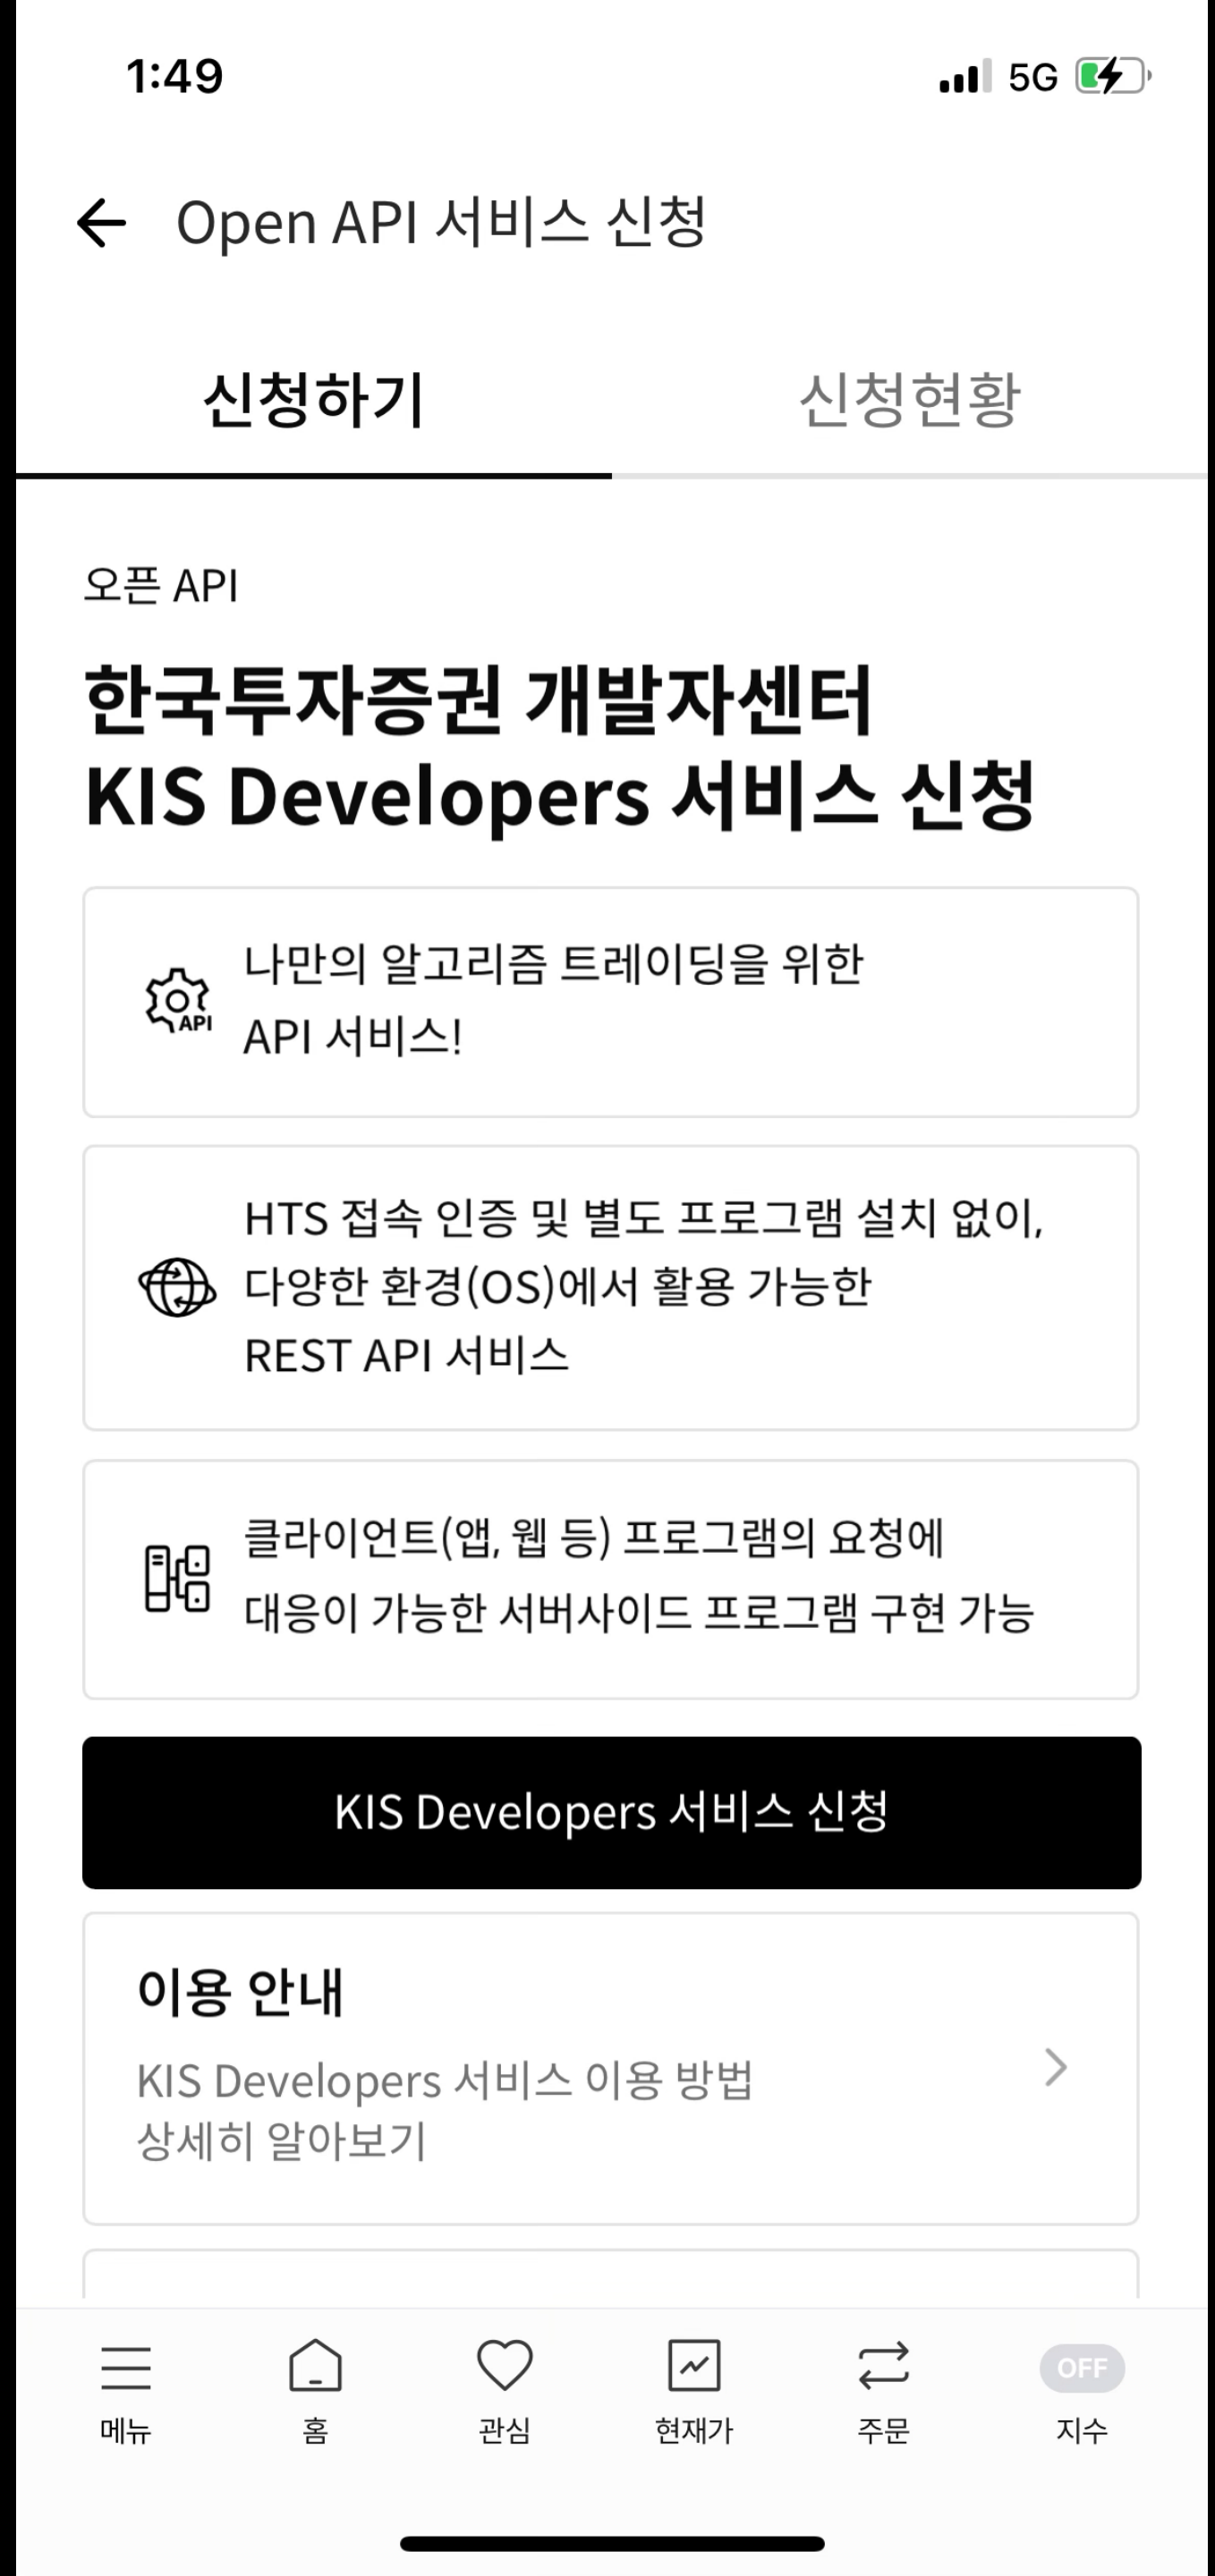 1:49
5G
Open API 서비스 신청
신청하기
신청현황
오픈 API
한국투자증권 개발자센터
KIS Developers 서비스 신청
나만의 알고리즘 트레이딩을 위한
API 서비스!
API
HTS 접속 인증 및 별도 프로그램 설치 없이,
다양한 환경(OS)에서 활용 가능한
REST API 서비스
클라이언트(앱, 웹 등) 프로그램의 요청에
대응이 가능한 서버사이드 프로그램 구현 가능
KIS Developers 서비스 신청
이용 안내
KIS Developers 서비스 이용 방법
상세히 알아보기
메뉴
홈
관심
현재가
주문
OFF
지수